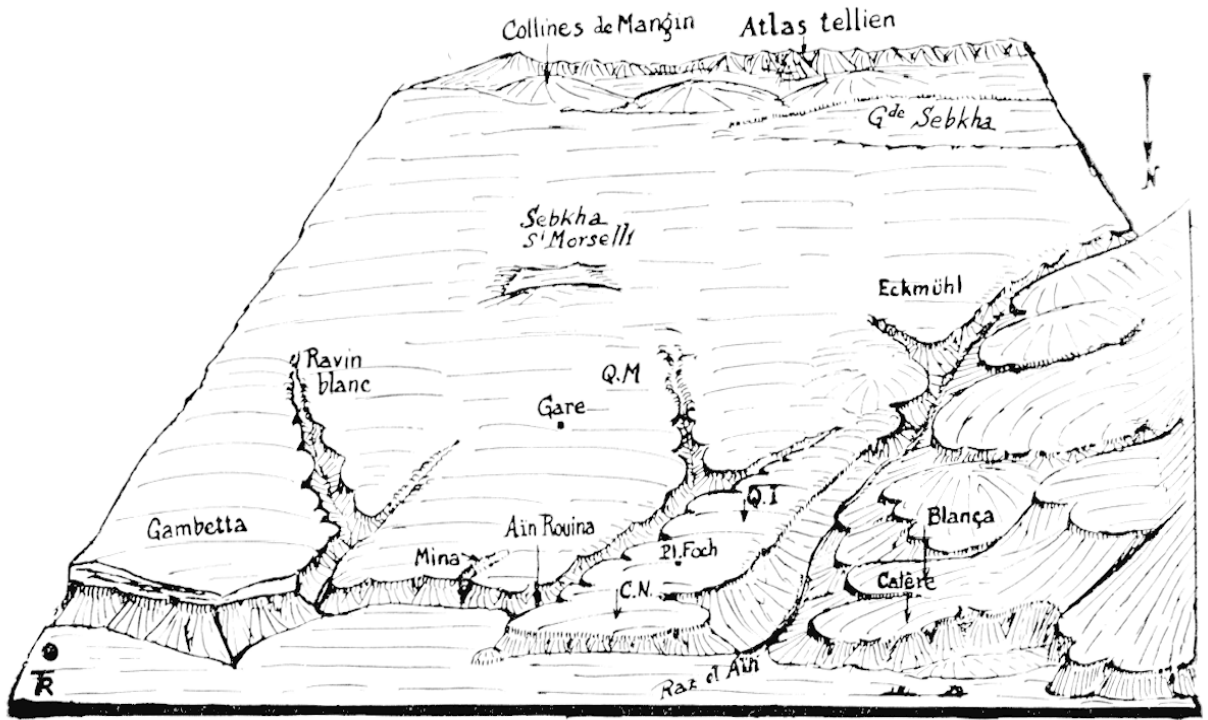 Collines de Mangin
Atlas tellien
Gde Sebkha
N
Sebkha
St Morselli
Eckmühl
Ravin
blanc
Q.M
Gare
Gambetta
Aïn Rouina
Q.I
Blança
Mina
Pl. Foch
C.N.
Calère
Raz el Aïn
TR